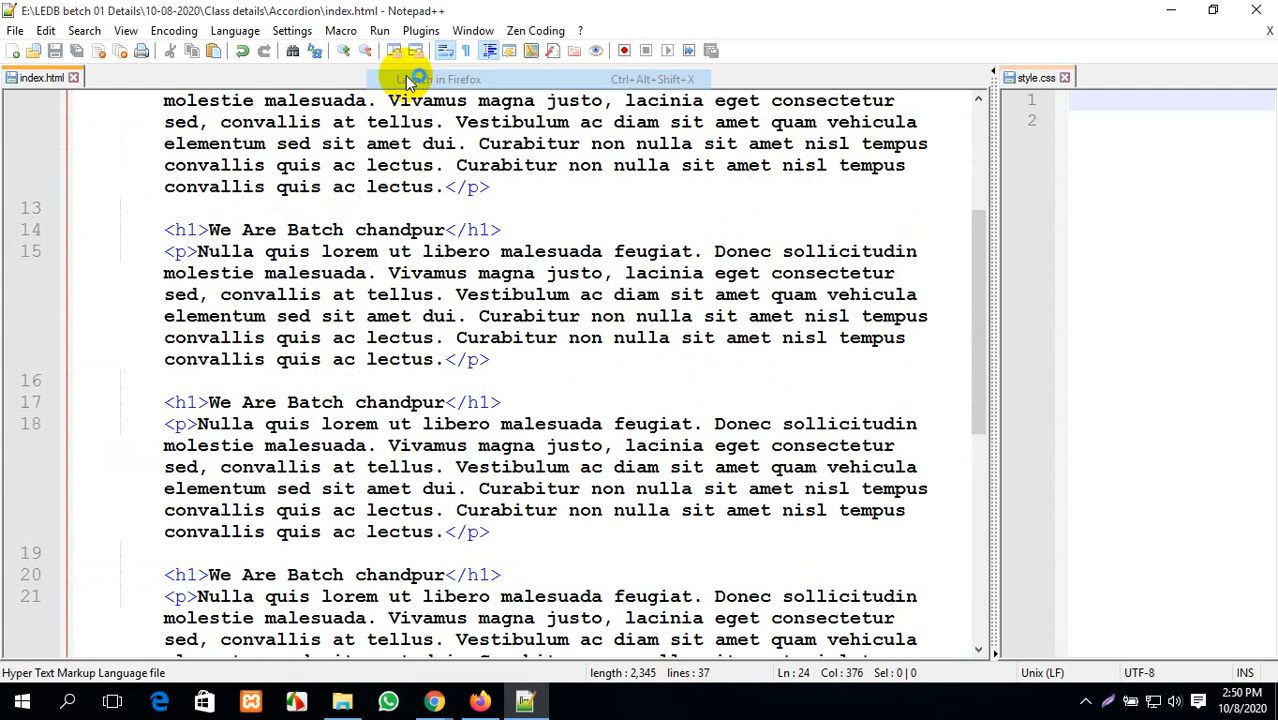 E:\LEDB betch 01 Details\10-08-2020\Class details\Accordion\index.html - Notepad++
File Edit Search View Encoding Language Settings Macro Run Plugins Window Zen Coding ? X
Launch in Firefox Ctrl+Alt+Shift+X
index.html
style.css
molestie malesuada. Vivamus magna justo, lacinia eget consectetur
sed, convallis at tellus. Vestibulum ac diam sit amet quam vehicula
elementum sed sit amet dui. Curabitur non nulla sit amet nisl tempus
convallis quis ac lectus. Curabitur non nulla sit amet nisl tempus
convallis quis ac lectus.</p>
13
14 <h1>We Are Batch chandpur</h1>
15 <p>Nulla quis lorem ut libero malesuada feugiat. Donec sollicitudin
molestie malesuada. Vivamus magna justo, lacinia eget consectetur
sed, convallis at tellus. Vestibulum ac diam sit amet quam vehicula
elementum sed sit amet dui. Curabitur non nulla sit amet nisl tempus
convallis quis ac lectus. Curabitur non nulla sit amet nisl tempus
convallis quis ac lectus.</p>
16
17 <h1>We Are Batch chandpur</h1>
18 <p>Nulla quis lorem ut libero malesuada feugiat. Donec sollicitudin
molestie malesuada. Vivamus magna justo, lacinia eget consectetur
sed, convallis at tellus. Vestibulum ac diam sit amet quam vehicula
elementum sed sit amet dui. Curabitur non nulla sit amet nisl tempus
convallis quis ac lectus. Curabitur non nulla sit amet nisl tempus
convallis quis ac lectus.</p>
19
20 <h1>We Are Batch chandpur</h1>
21 <p>Nulla quis lorem ut libero malesuada feugiat. Donec sollicitudin
molestie malesuada. Vivamus magna justo, lacinia eget consectetur
sed, convallis at tellus. Vestibulum ac diam sit amet quam vehicula
1
2
Hyper Text Markup Language file length : 2,345 lines : 37 Ln : 24 Col : 376 Sel : 0 | 0 Unix (LF) UTF-8 INS
2:50 PM
10/8/2020